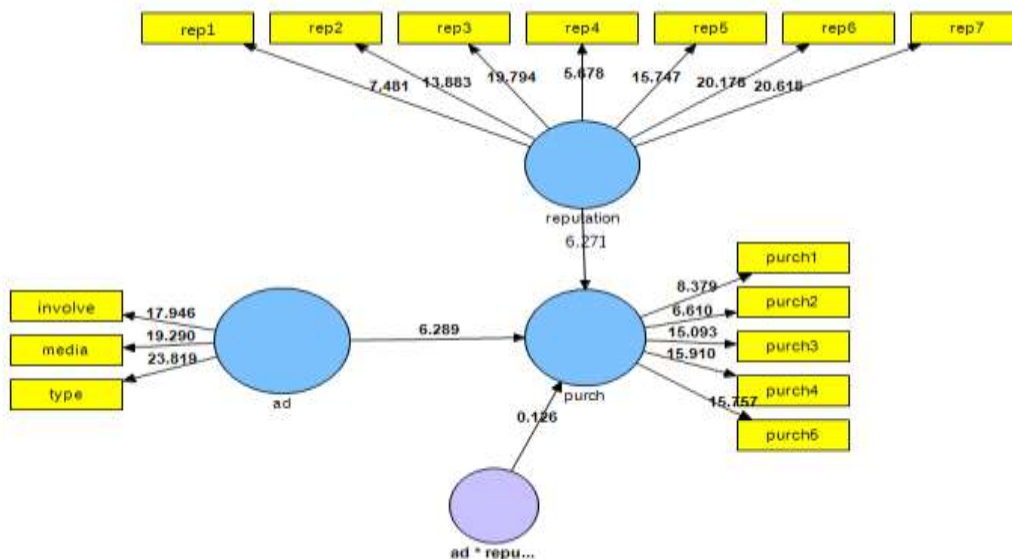 rep1
rep2
rep3
rep4
rep5
rep6
rep7
7.481
13.883
19.794
5.678
15.747
20.178
20.618
reputation
6.271
involve
media
type
17.946
19.290
23.819
ad
6.289
purch
8.379
6.610
15.093
15.910
15.757
purch1
purch2
purch3
purch4
purch5
0.126
ad * repu...